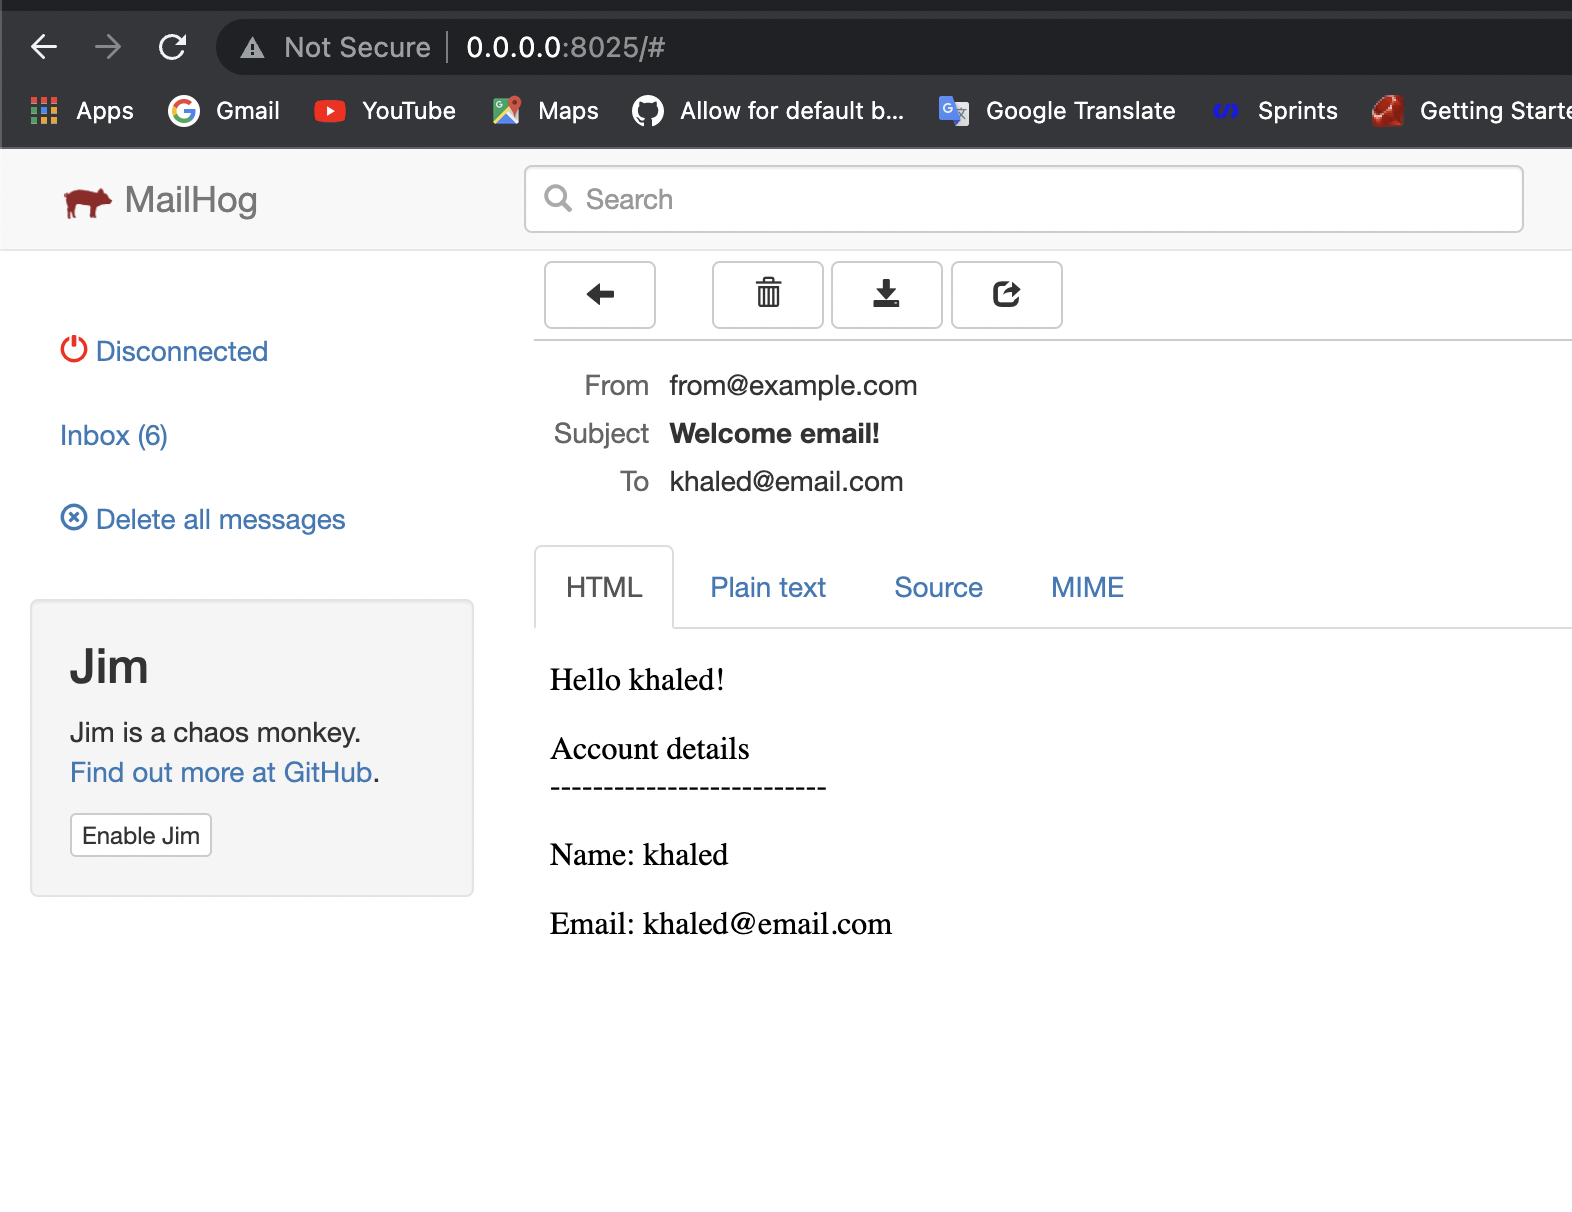 Not Secure | 0.0.0.0:8025/#
Apps Gmail YouTube Maps Allow for default b... Google Translate Sprints Getting Starte
MailHog Search
Disconnected
Inbox (6)
Delete all messages
Jim
Jim is a chaos monkey.
Find out more at GitHub.
Enable Jim
From from@example.com
Subject Welcome email!
To khaled@email.com
HTML Plain text Source MIME
Hello khaled!
Account details
--------------------------
Name: khaled
Email: khaled@email.com